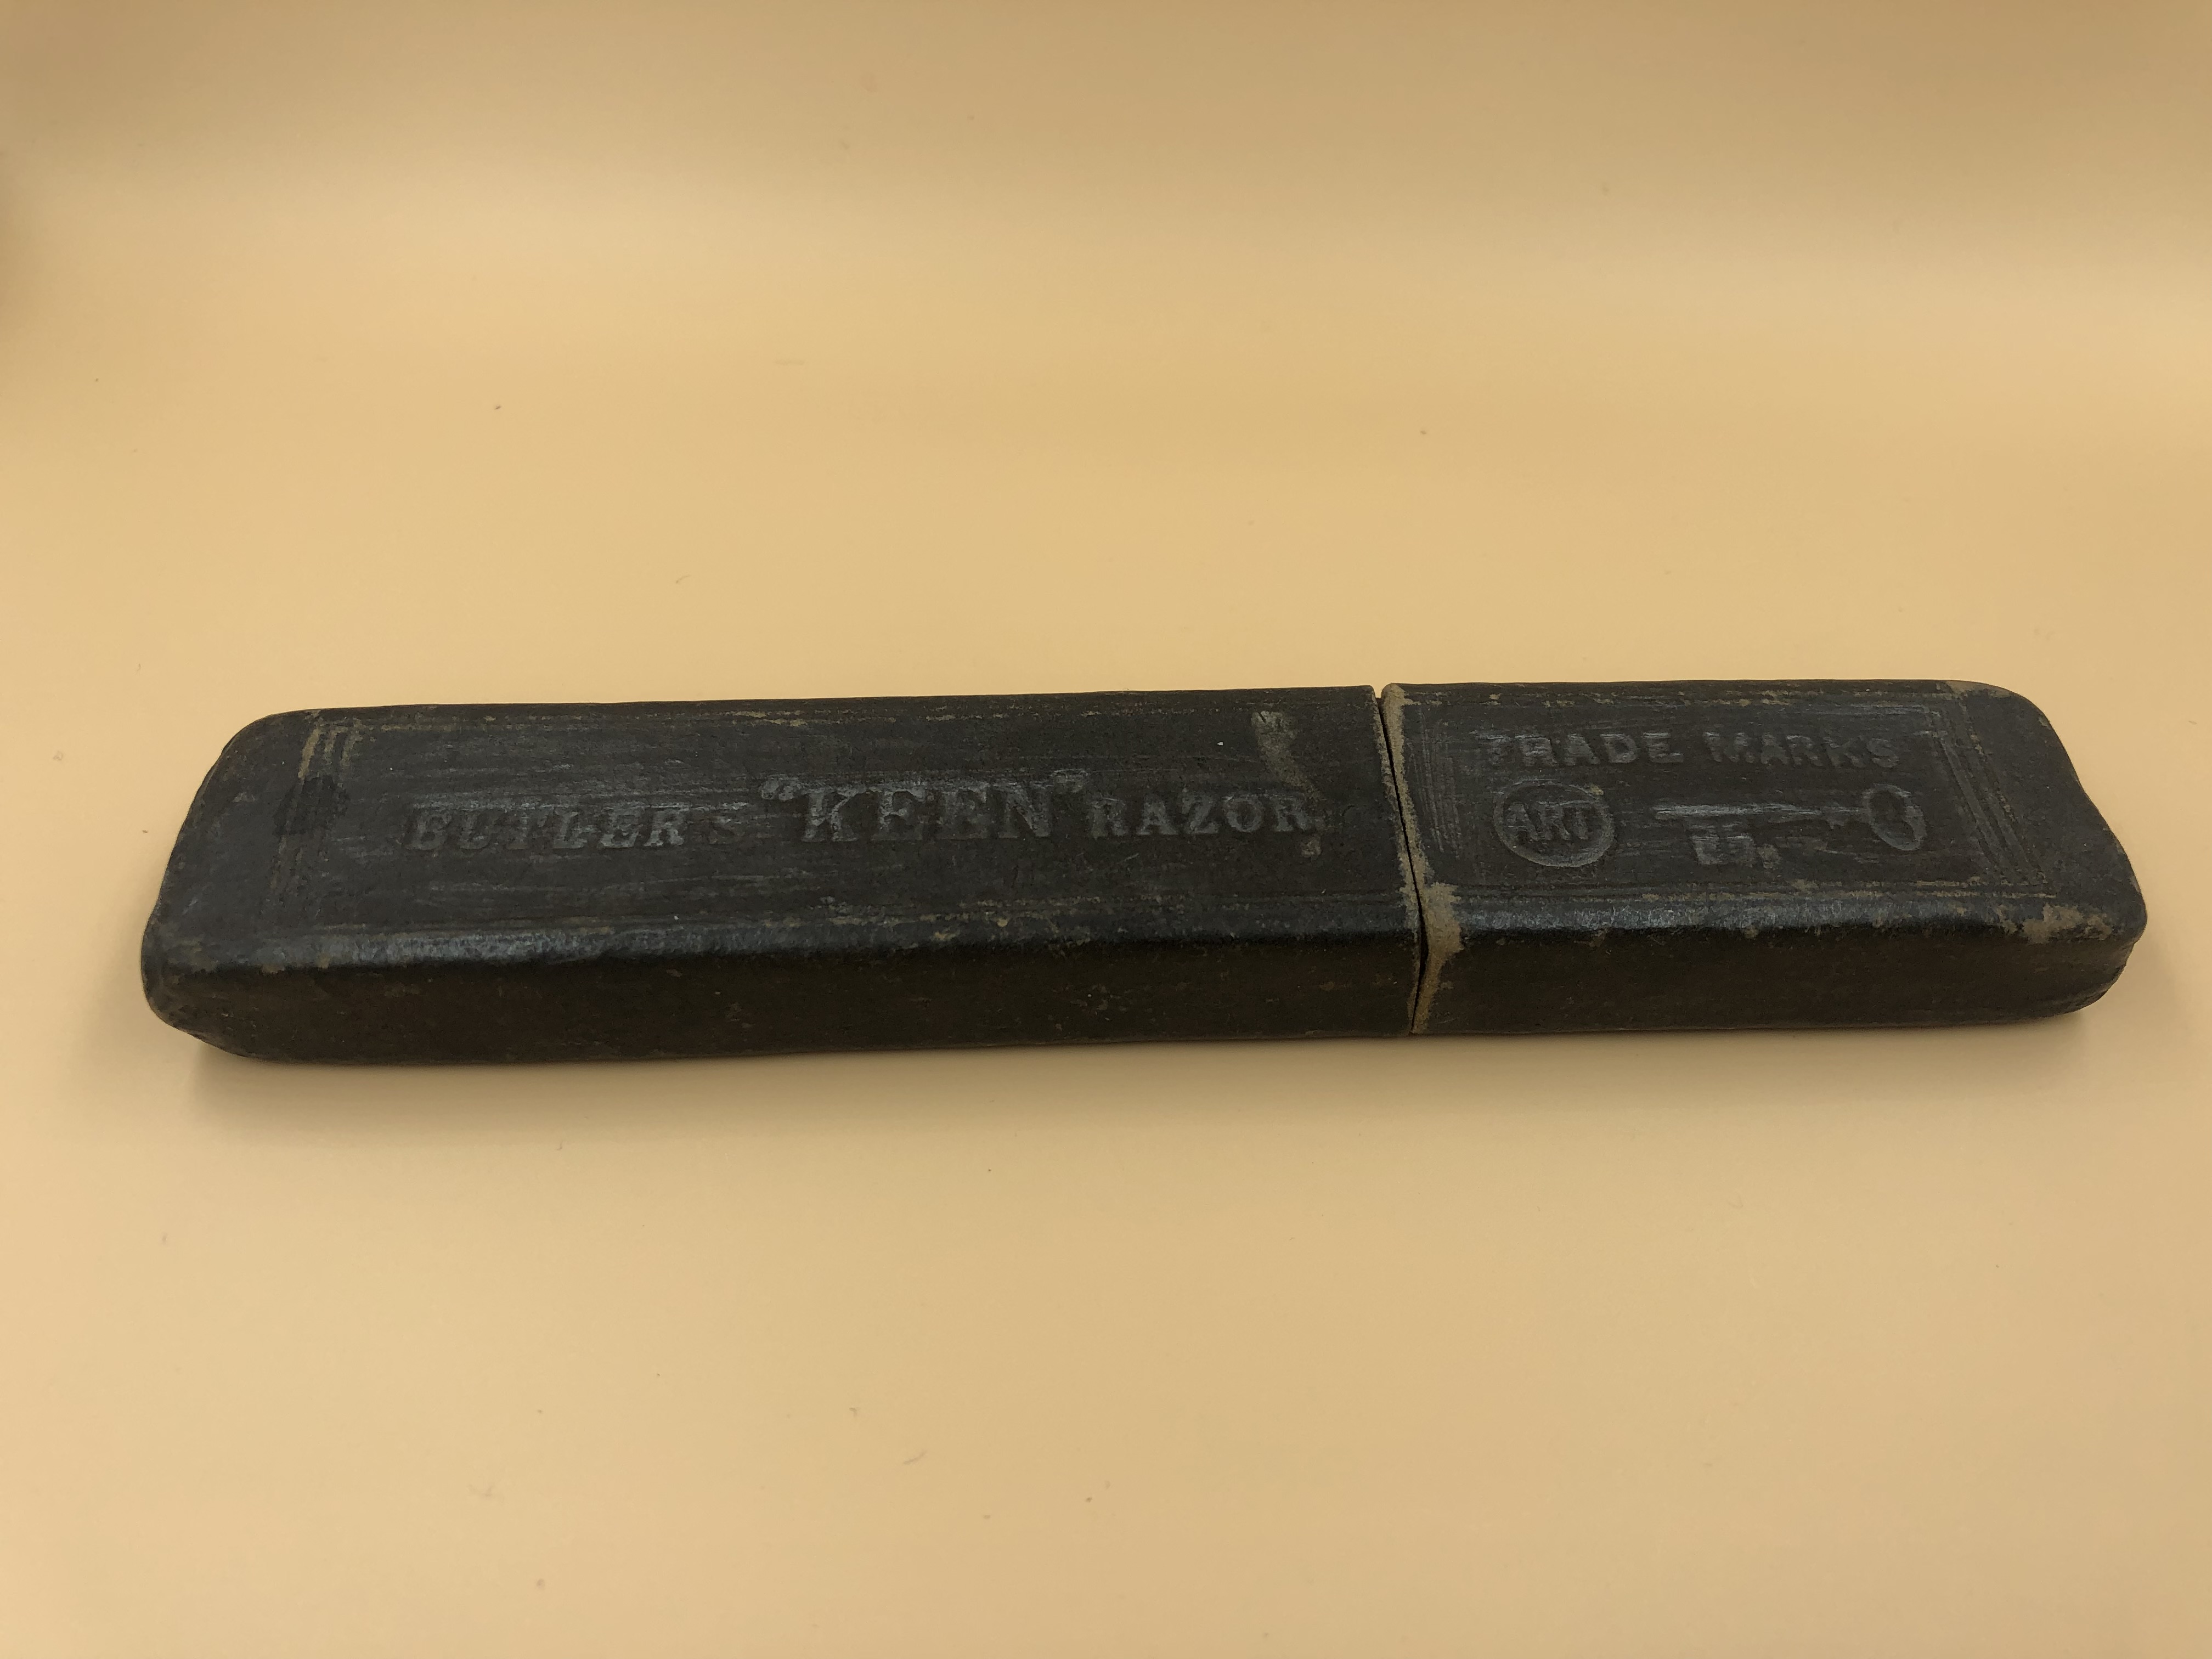 BUTLER'S "KEEN" RAZOR
TRADE MARKS
ART